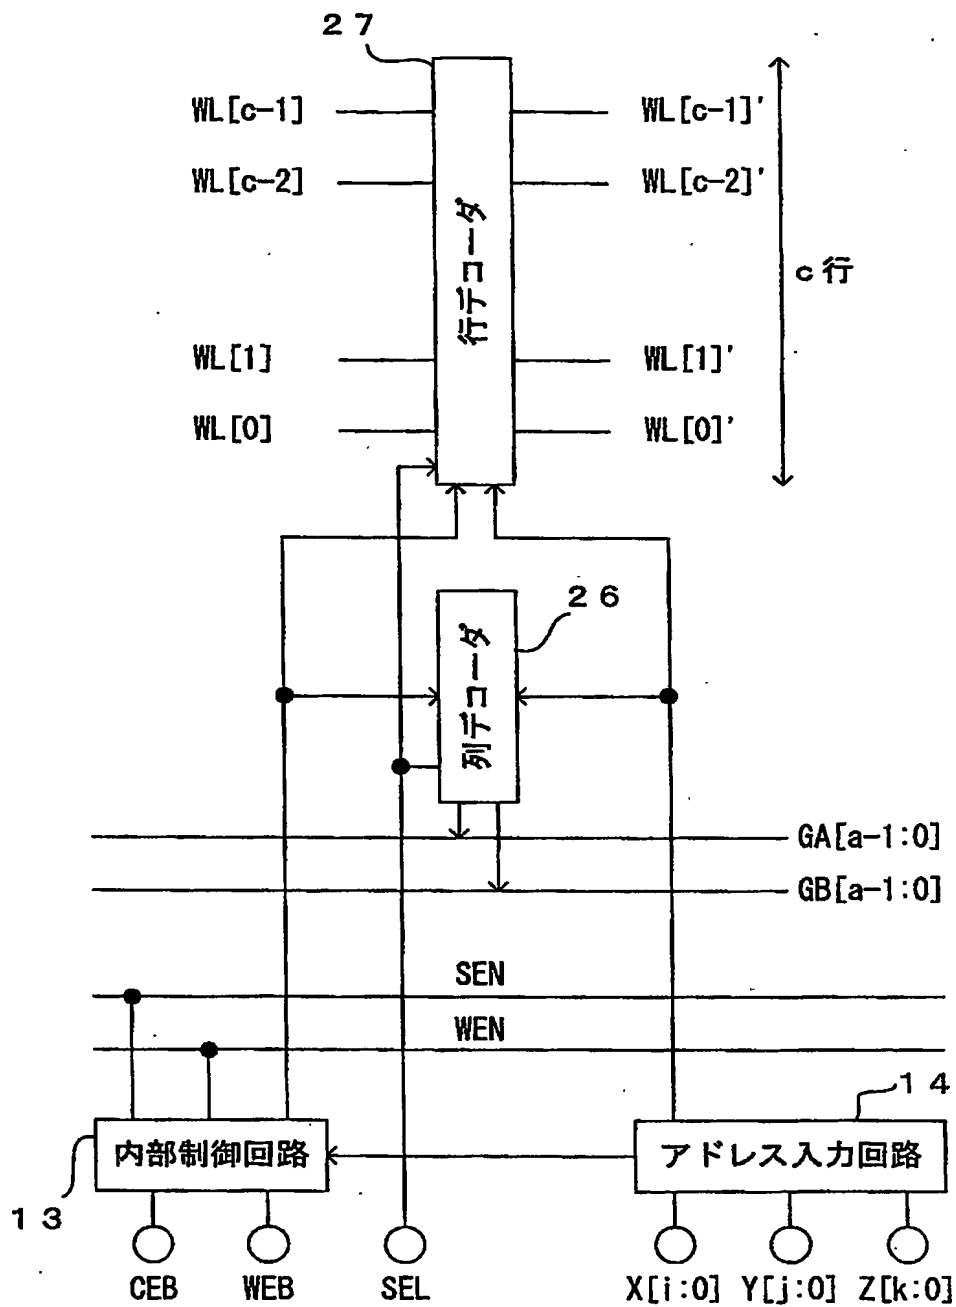 ２７
WL[c-1]
WL[c-1]'
WL[c-2]
WL[c-2]'
行デコーダ
c行
WL[1]
WL[1]'
WL[0]
WL[0]'
２６
列デコーダ
GA[a-1:0]
GB[a-1:0]
SEN
WEN
１４
内部制御回路
アドレス入力回路
１３
CEB
WEB
SEL
X[i:0]
Y[j:0]
Z[k:0]